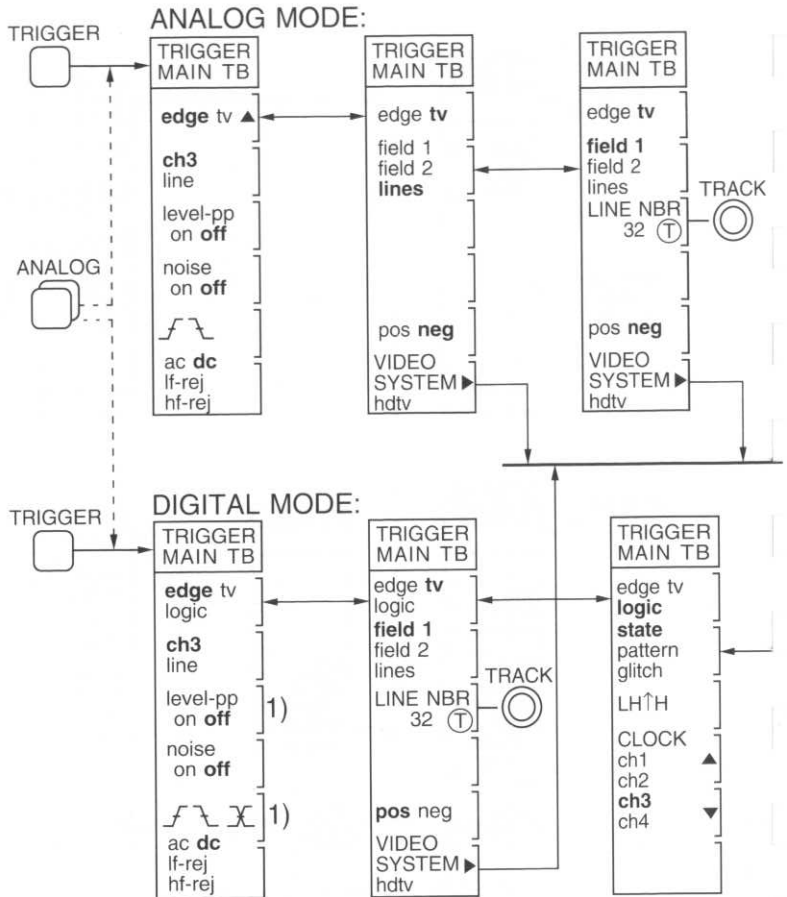 ANALOG MODE:
TRIGGER
TRIGGER
MAIN TB
edge tv ▲
ch3
line
level-pp
on off
noise
on off
ac dc
lf-rej
hf-rej
TRIGGER
MAIN TB
edge tv
field 1
field 2
lines
pos neg
VIDEO
SYSTEM ▶
hdtv
TRIGGER
MAIN TB
edge tv
field 1
field 2
lines
LINE NBR
32 Ⓣ
TRACK
pos neg
VIDEO
SYSTEM ▶
hdtv
ANALOG
DIGITAL MODE:
TRIGGER
TRIGGER
MAIN TB
edge tv
logic
ch3
line
level-pp
on off
1)
noise
on off
1)
ac dc
lf-rej
hf-rej
TRIGGER
MAIN TB
edge tv
logic
field 1
field 2
lines
LINE NBR
32 Ⓣ
TRACK
pos neg
VIDEO
SYSTEM ▶
hdtv
TRIGGER
MAIN TB
edge tv
logic
state
pattern
glitch
LH↑H
CLOCK
ch1 ▲
ch2
ch3
ch4 ▼